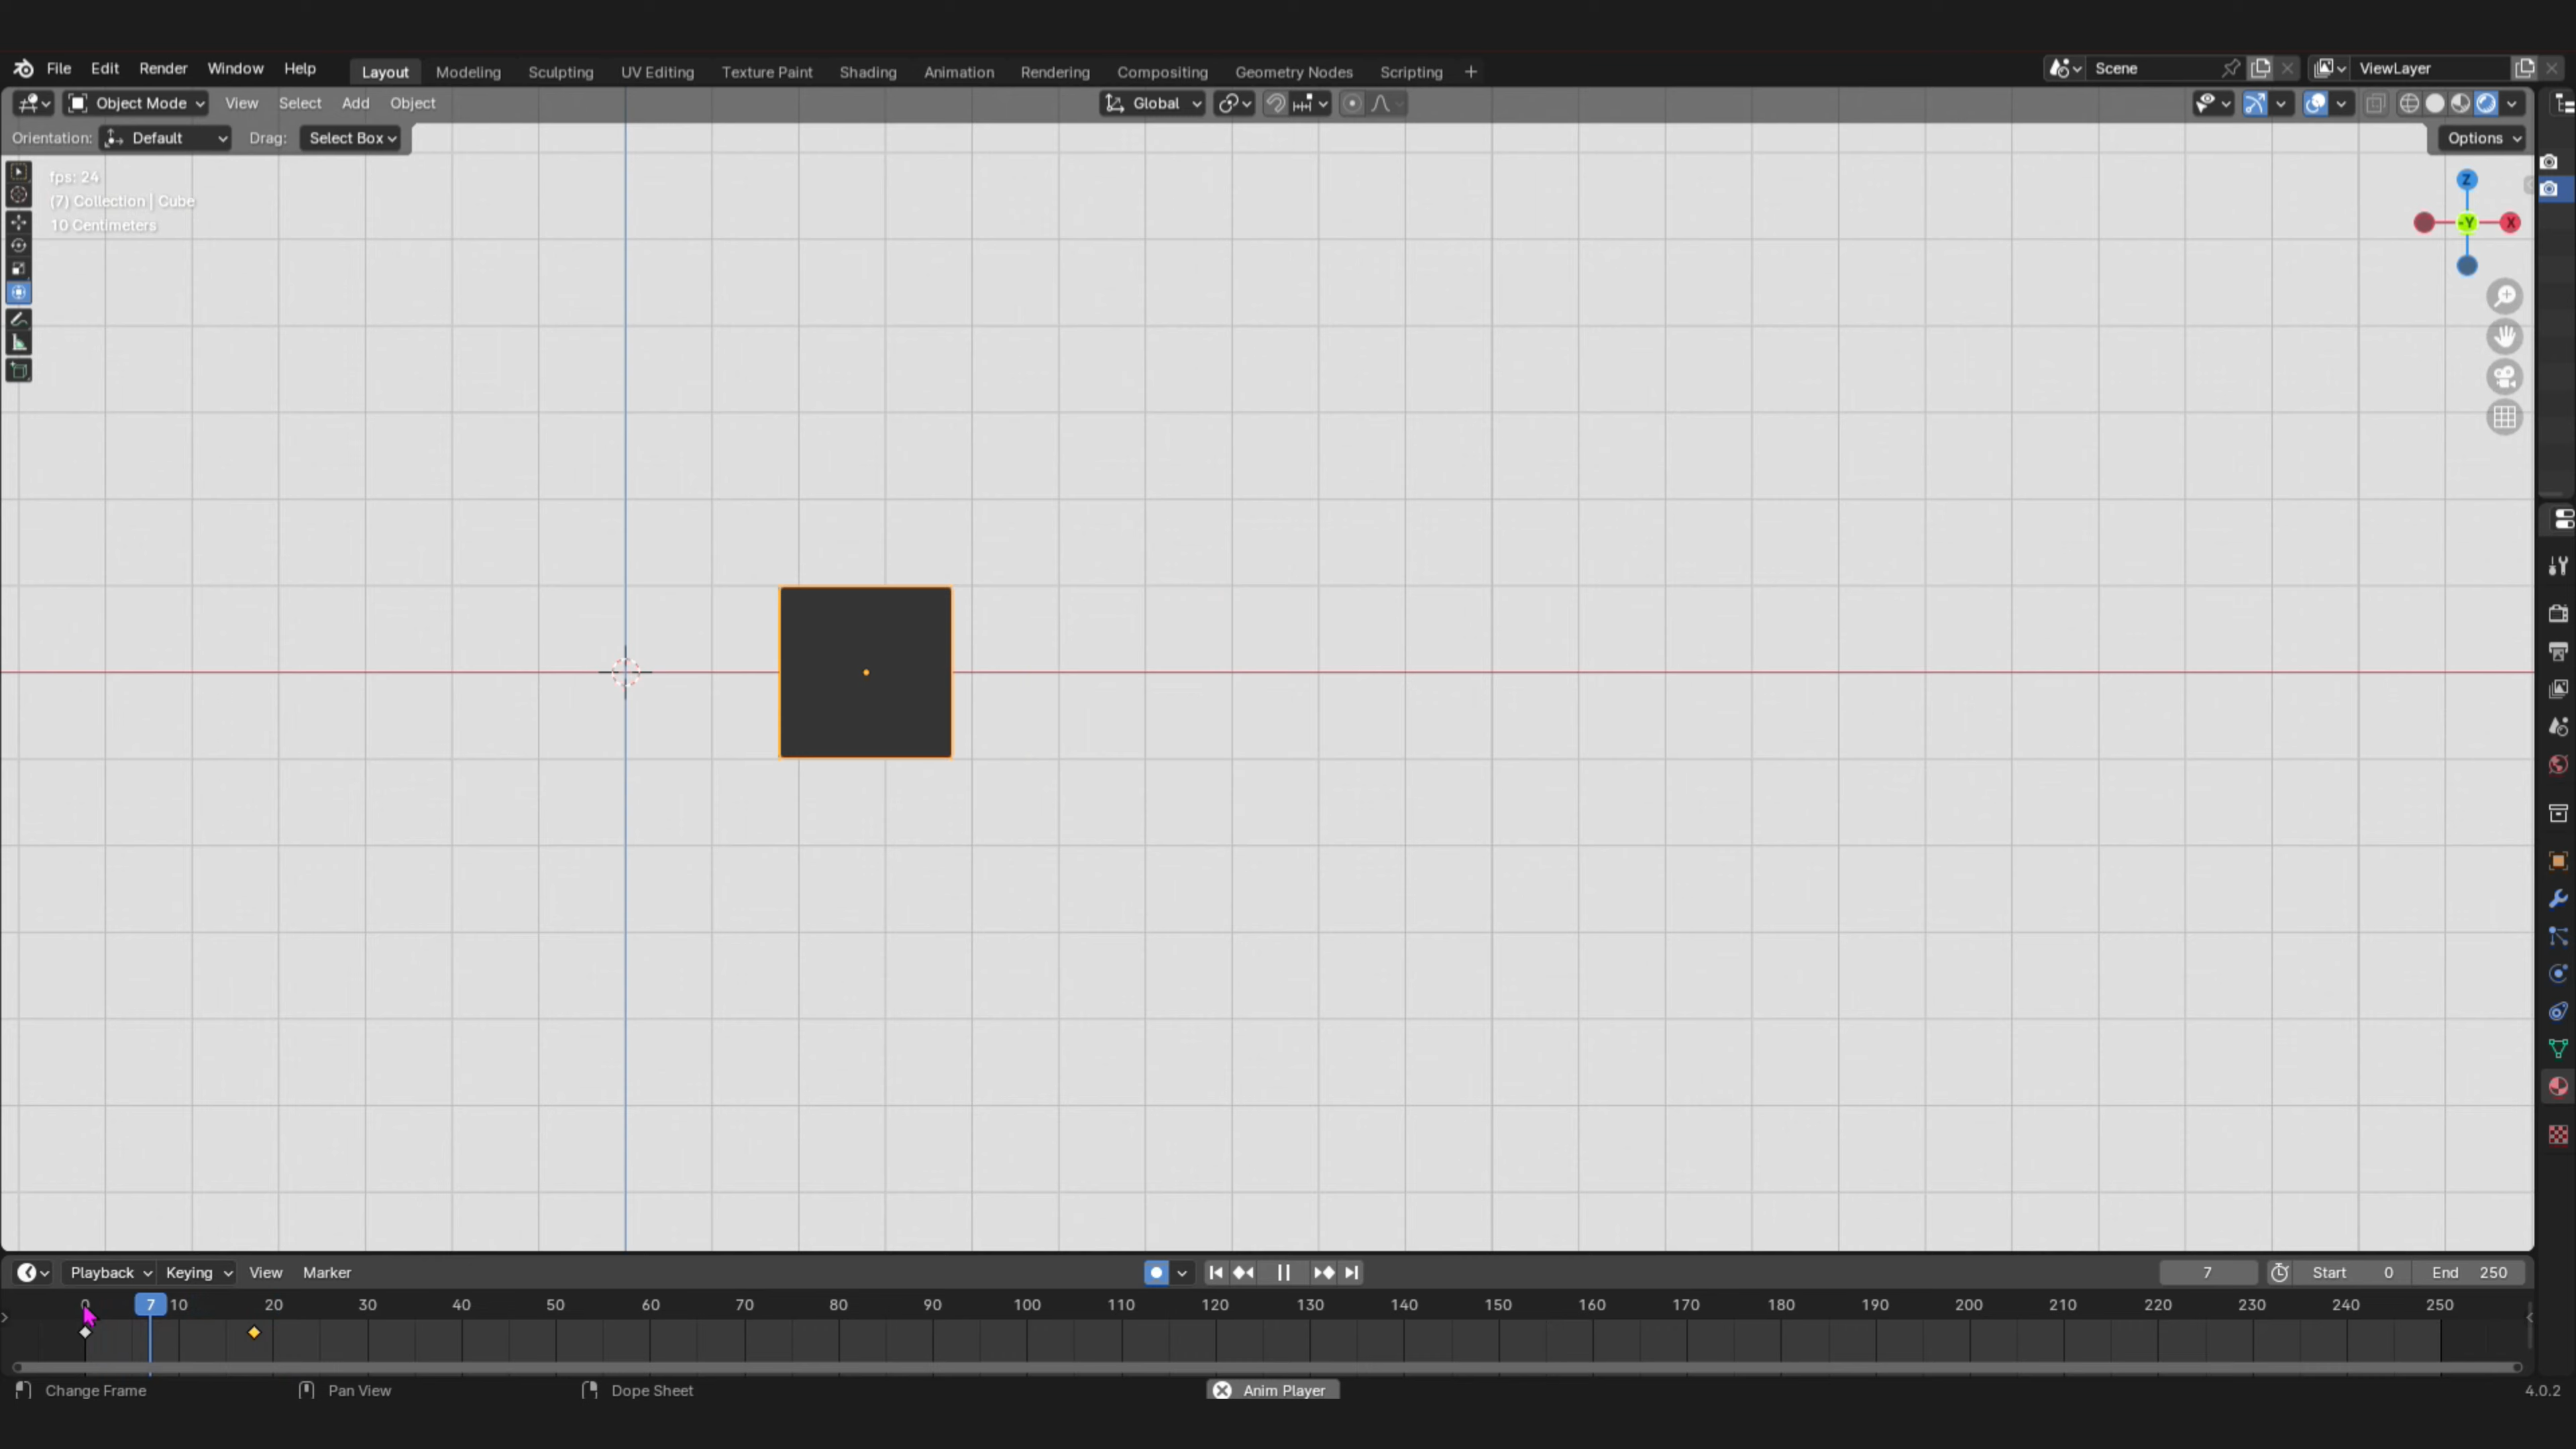 File Edit Render Window Help Layout Modeling Sculpting UV Editing Texture Paint Shading Animation Rendering Compositing Geometry Nodes Scripting + Scene ViewLayer
Object Mode View Select Add Object Global
Orientation: Default Drag: Select Box Options
fps: 24
(7) Collection | Cube
10 Centimeters
Z
-Y X
Playback Keying View Marker 7 Start 0 End 250
0 7 10 20 30 40 50 60 70 80 90 100 110 120 130 140 150 160 170 180 190 200 210 220 230 240 250
Change Frame Pan View Dope Sheet Anim Player 4.0.2